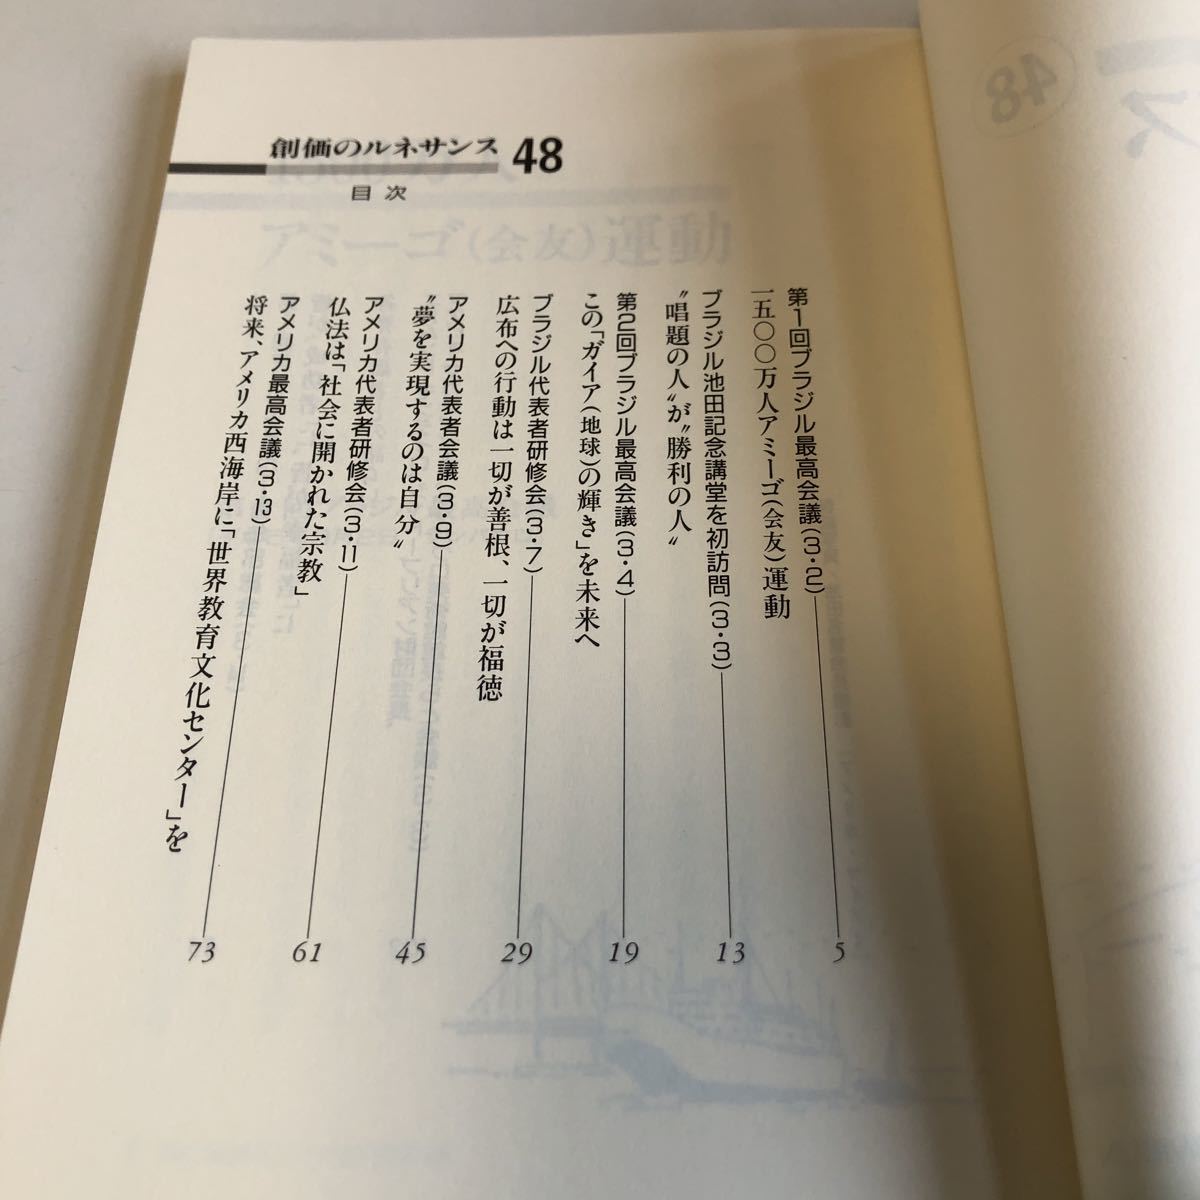 創価のルネサンス 48
目次
第1回ブラジル最高会議(3・2) 5
一五〇〇万人アミーゴ(会友)運動
ブラジル池田記念講堂を初訪問(3・3) 13
〝唱題の人〟が〝勝利の人〟
第2回ブラジル最高会議(3・4) 19
この「ガイア(地球)の輝き」を未来へ
ブラジル代表者研修会(3・7) 29
広布への行動は一切が善根、一切が福徳
アメリカ代表者会議(3・9) 45
〝夢を実現するのは自分〟
アメリカ代表者研修会(3・11) 61
仏法は「社会に開かれた宗教」
アメリカ最高会議(3・13) 73
将来、アメリカ西海岸に「世界教育文化センター」を
アミーゴ(会友)運動
ス
48